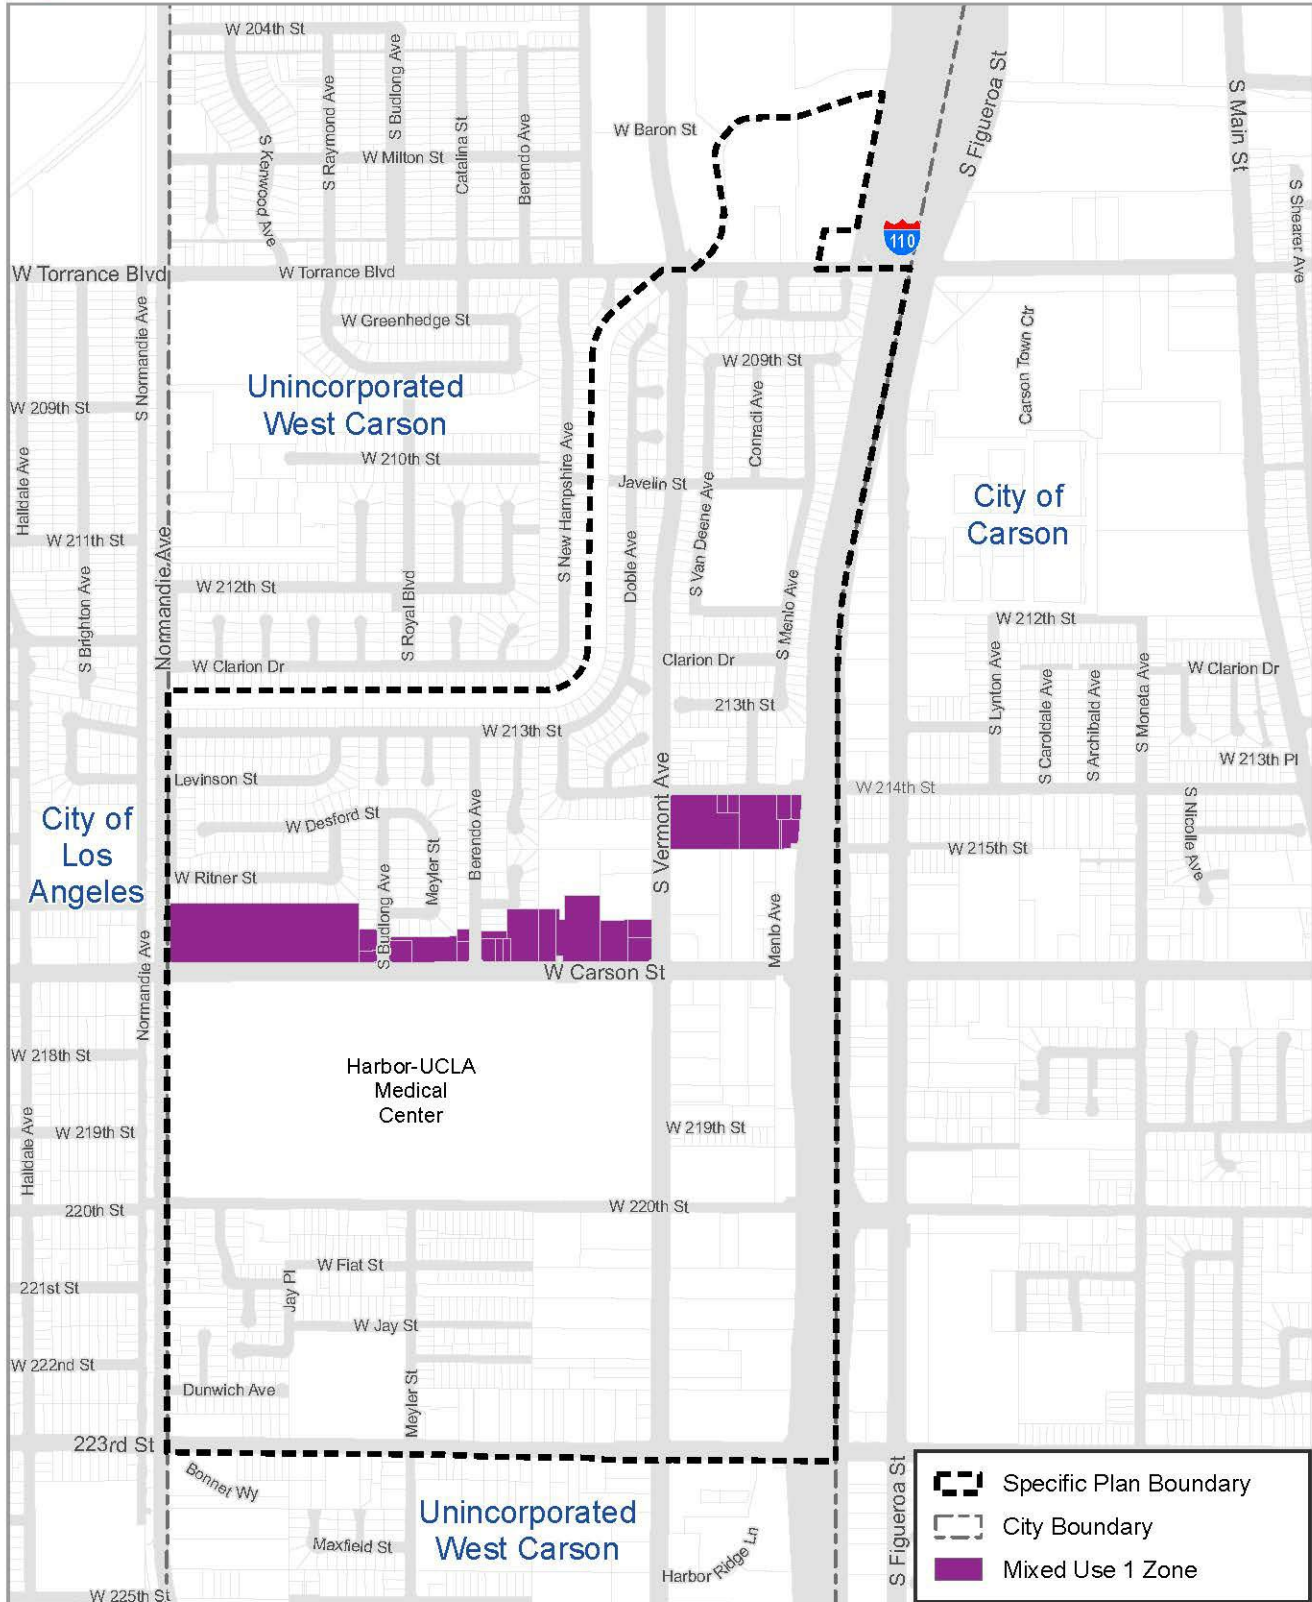 W 204th St
S Budlong Ave
S Raymond Ave
S Kenwood Ave
Catalina St
Berendo Ave
W Milton St
W Baron St
S Figueroa St
S Main St
S Shearer Ave
110
W Torrance Blvd
W Torrance Blvd
S Normandie Ave
W Greenhedge St
W 209th St
Conradi Ave
Carson Town Ctr
Unincorporated
West Carson
W 209th St
Halldale Ave
W 210th St
S New Hampshire Ave
Javelin St
S Van Deene Ave
City of
Carson
W 211th St
Normandie Ave
S Brighton Ave
W 212th St
S Royal Blvd
Doble Ave
S Menlo Ave
W 212th St
W Clarion Dr
Clarion Dr
S Lynton Ave
S Caroldale Ave
S Archibald Ave
S Moneta Ave
W Clarion Dr
213th St
W 213th St
W 213th Pl
Levinson St
S Vermont Ave
W 214th St
S Nicolle Ave
City of
Los
Angeles
W Desford St
Meyler St
Berendo Ave
W 215th St
W Ritner St
S Budlong Ave
Menlo Ave
Normandie Ave
W Carson St
W 218th St
Harbor-UCLA
Medical
Center
Halldale Ave
W 219th St
W 219th St
220th St
W 220th St
W Fiat St
Jay Pl
221st St
W Jay St
W 222nd St
Dunwich Ave
Meyler St
223rd St
Bonnet Wy
Unincorporated
West Carson
Maxfield St
Harbor Ridge Ln
S Figueroa St
W 225th St
Specific Plan Boundary
City Boundary
Mixed Use 1 Zone